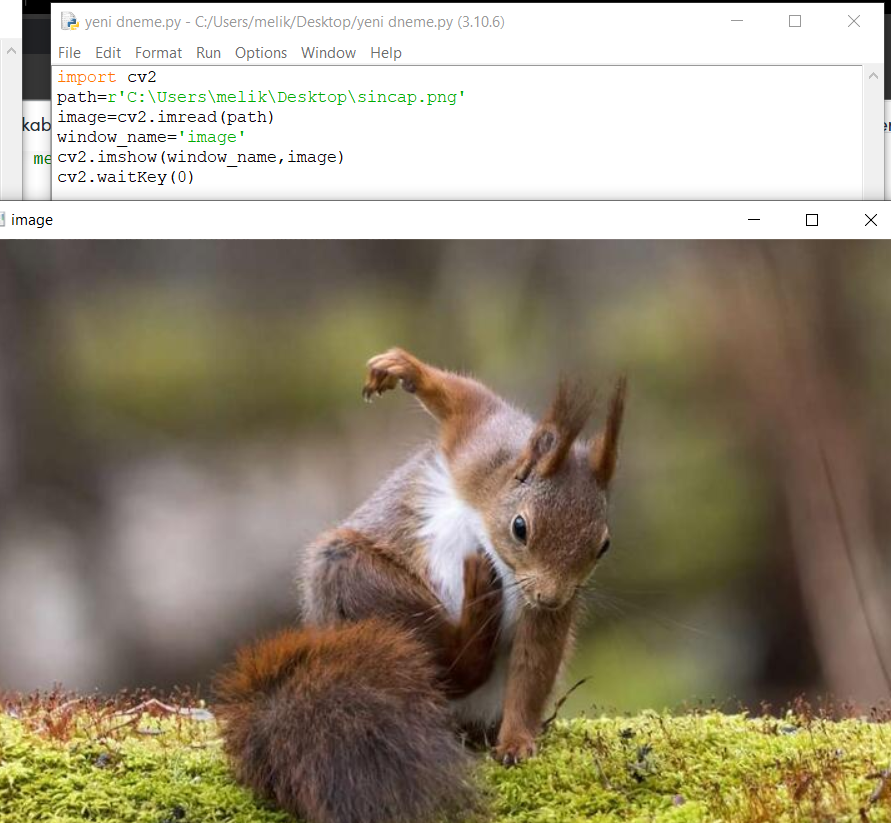 yeni dneme.py - C:/Users/melik/Desktop/yeni dneme.py (3.10.6)
File Edit Format Run Options Window Help
import cv2
path=r'C:\Users\melik\Desktop\sincap.png'
kab
image=cv2.imread(path)
window_name='image'
me
cv2.imshow(window_name,image)
cv2.waitKey(0)
image